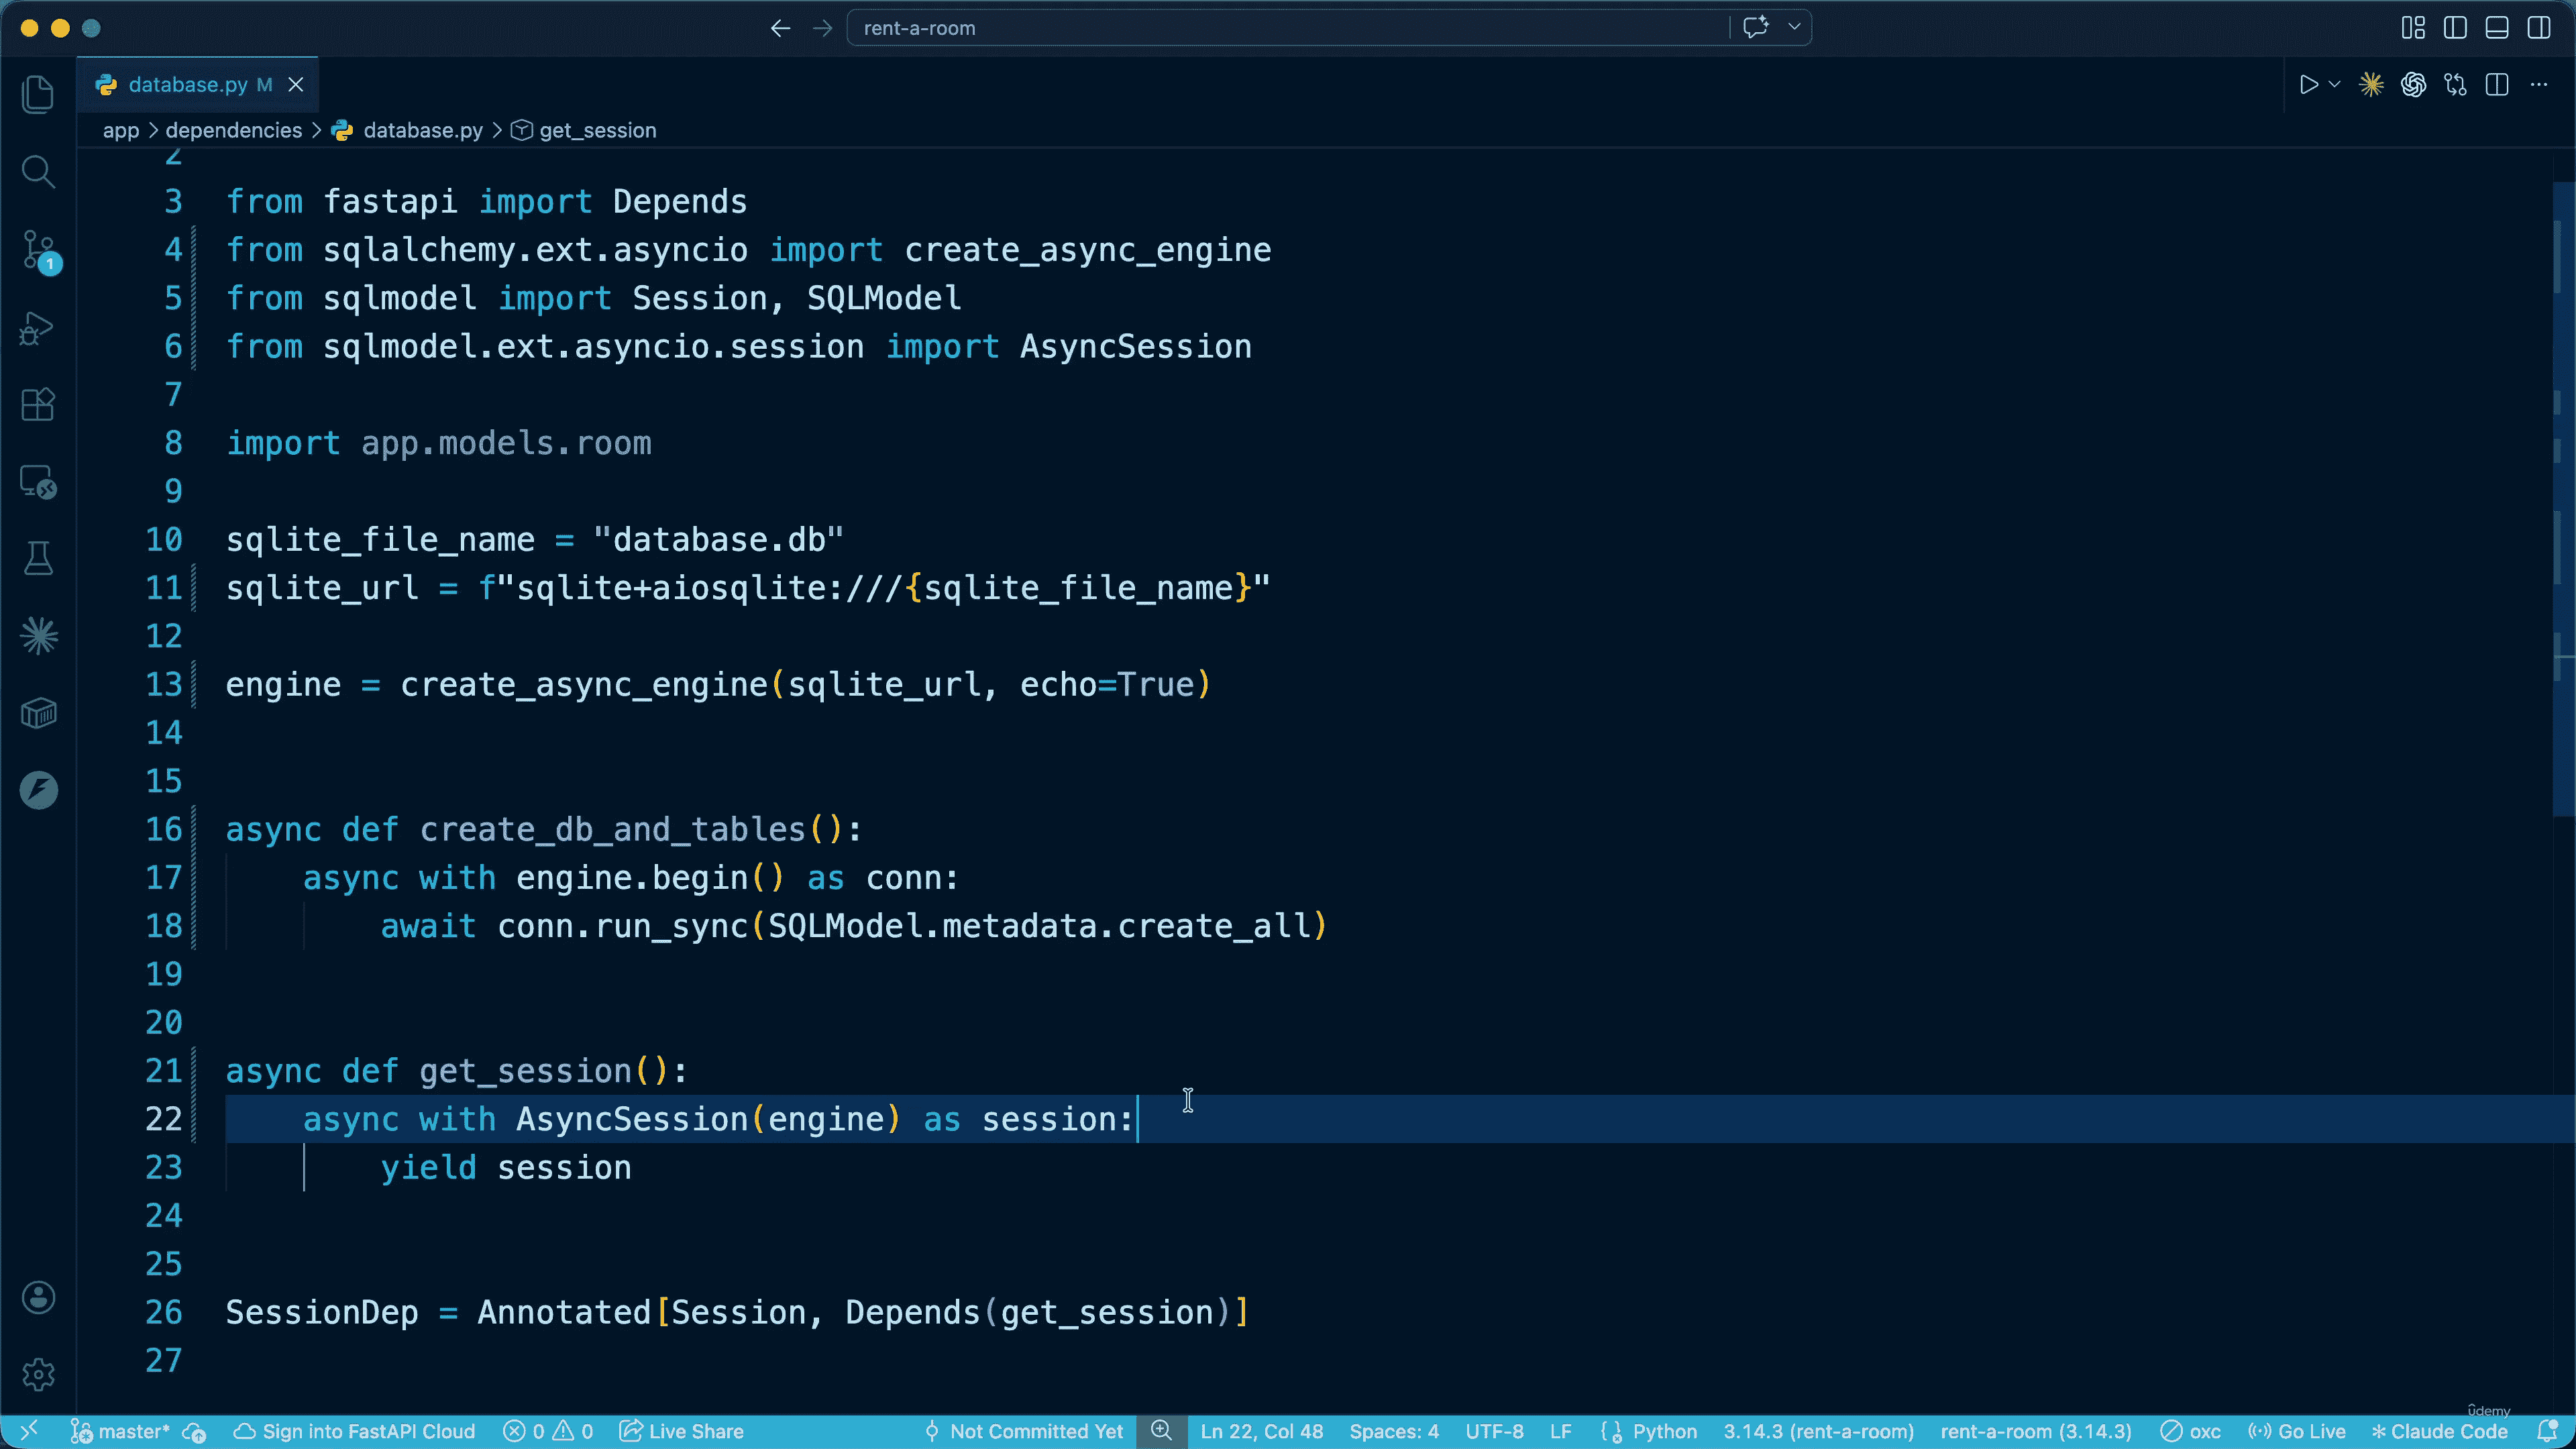 rent-a-room
database.py M
app > dependencies > database.py > get_session
2
3 from fastapi import Depends
4 from sqlalchemy.ext.asyncio import create_async_engine
5 from sqlmodel import Session, SQLModel
6 from sqlmodel.ext.asyncio.session import AsyncSession
7
8 import app.models.room
9
10 sqlite_file_name = "database.db"
11 sqlite_url = f"sqlite+aiosqlite:///{sqlite_file_name}"
12
13 engine = create_async_engine(sqlite_url, echo=True)
14
15
16 async def create_db_and_tables():
17     async with engine.begin() as conn:
18         await conn.run_sync(SQLModel.metadata.create_all)
19
20
21 async def get_session():
22     async with AsyncSession(engine) as session:
23         yield session
24
25
26 SessionDep = Annotated[Session, Depends(get_session)]
27
1
ûdemy
master* Sign into FastAPI Cloud 0 0 Live Share Not Committed Yet Ln 22, Col 48 Spaces: 4 UTF-8 LF Python 3.14.3 (rent-a-room) rent-a-room (3.14.3) oxc Go Live Claude Code